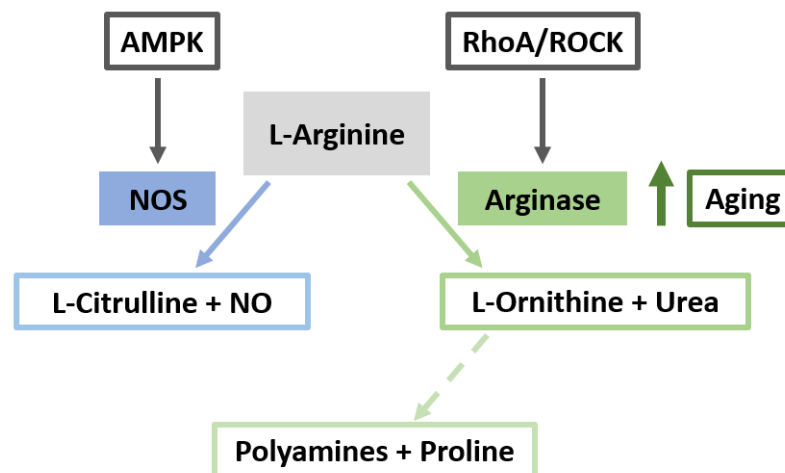 AMPK
RhoA/ROCK
L-Arginine
NOS
Arginase
Aging
L-Citrulline + NO
L-Ornithine + Urea
Polyamines + Proline